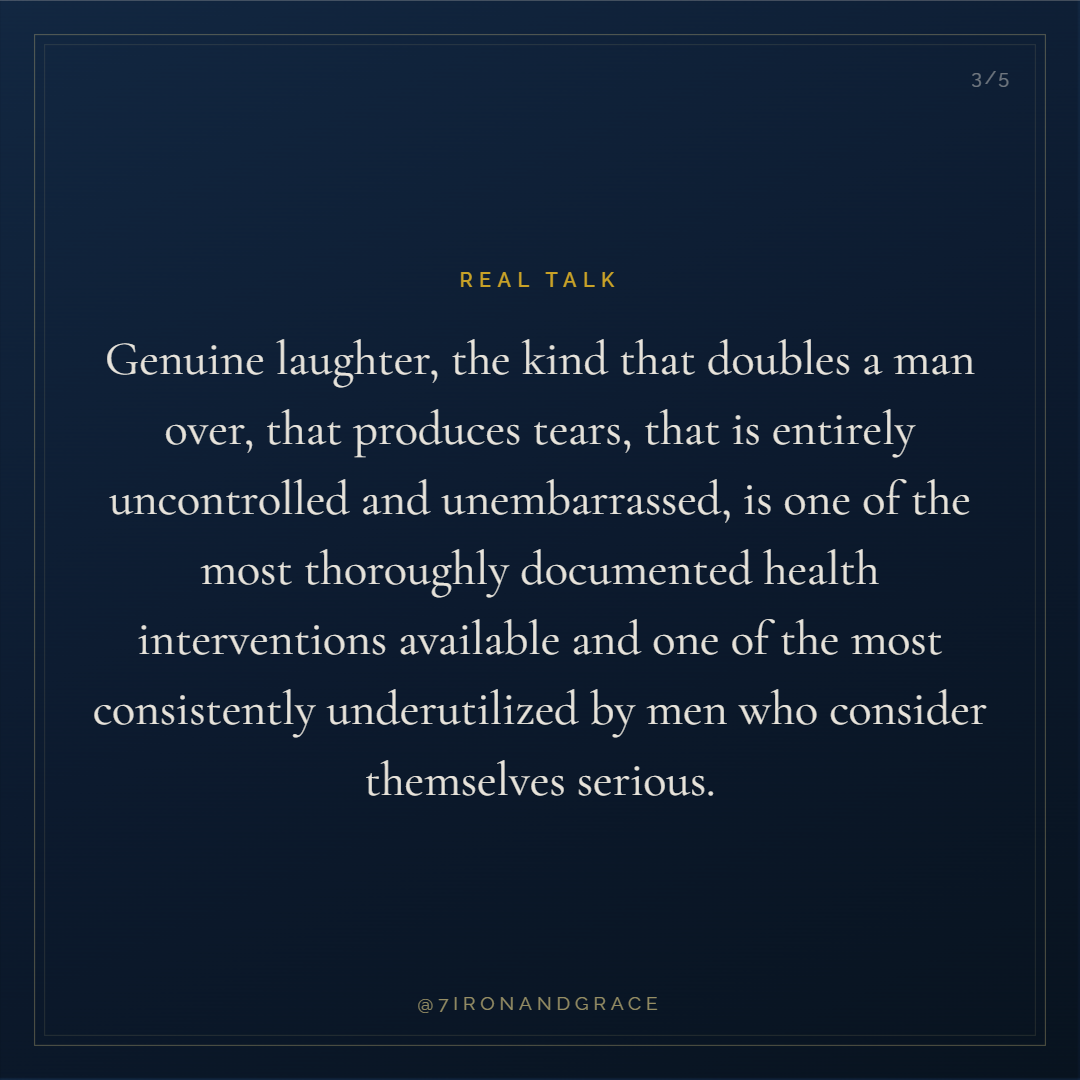 3/5
REAL TALK
Genuine laughter, the kind that doubles a man
over, that produces tears, that is entirely
uncontrolled and unembarrassed, is one of the
most thoroughly documented health
interventions available and one of the most
consistently underutilized by men who consider
themselves serious.
@7IRONANDGRACE